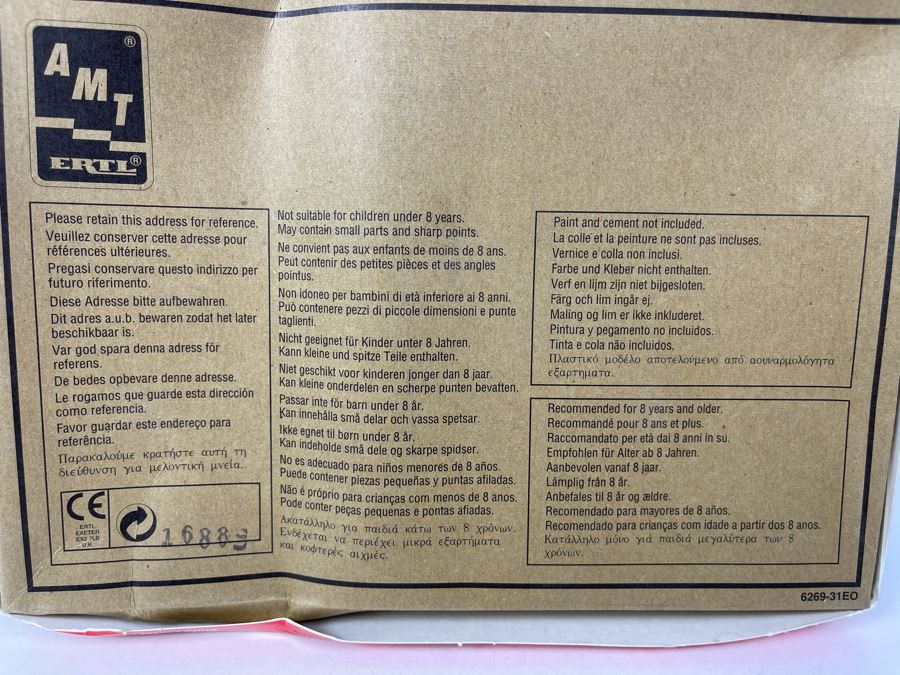 AMT®
ERTL®
Please retain this address for reference.
Veuillez conserver cette adresse pour
références ultérieures.
Pregasi conservare questo indirizzo per
futuro riferimento.
Diese Adresse bitte aufbewahren.
Dit adres a.u.b. bewaren zodat het later
beschikbaar is.
Var god spara denna adress för
referens.
De bedes opbevare denne adresse.
Le rogamos que guarde esta dirección
como referencia.
Favor guardar este endereço para
referência.
Παρακαλούμε κρατήστε αυτή τη
διεύθυνση για μελοντική μνεία.
CE
ERTL
EXETER
EX2 7LB
U.K
16883
Not suitable for children under 8 years.
May contain small parts and sharp points.
Ne convient pas aux enfants de moins de 8 ans.
Peut contenir des petites pièces et des angles
pointus.
Non idoneo per bambini di età inferiore ai 8 anni.
Può contenere pezzi di piccole dimensioni e punte
taglienti.
Nicht geeignet für Kinder unter 8 Jahren.
Kann kleine und spitze Teile enthalten.
Niet geschikt voor kinderen jonger dan 8 jaar.
Kan kleine onderdelen en scherpe punten bevatten.
Passar inte för barn under 8 år.
Kan innehålla små delar och vassa spetsar.
Ikke egnet til børn under 8 år.
Kan indeholde små dele og skarpe spidser.
No es adecuado para niños menores de 8 años.
Puede contener piezas pequeñas y puntas afiladas.
Não é próprio para crianças com menos de 8 anos.
Pode conter peças pequenas e pontas afiadas.
Ακατάλληλο για παιδιά κάτω των 8 χρόνων.
Ενδέχεται να περιέχει μικρά εξαρτήματα
και κοφτερές αιχμές.
Paint and cement not included.
La colle et la peinture ne sont pas incluses.
Vernice e colla non inclusi.
Farbe und Kleber nicht enthalten.
Verf en lijm zijn niet bijgesloten.
Färg och lim ingår ej.
Maling og lim er ikke inkluderet.
Pintura y pegamento no incluidos.
Tinta e cola não incluidos.
Πλαστικό μοδέλο αποτελούμενο από αουναρμολόγητα
εξαρτηματα.
Recommended for 8 years and older.
Recommandé pour 8 ans et plus.
Raccomandato per età dai 8 anni in su.
Empfohlen für Alter ab 8 Jahren.
Aanbevolen vanaf 8 jaar.
Lämplig från 8 år.
Anbefales til 8 år og ældre.
Recomendado para mayores de 8 años.
Recomendado para crianças com idade a partir dos 8 anos.
Κατάλληλο μόνο γιά παιδιά μεγαλύτερα των 8
χρόνων.
6269-31EO